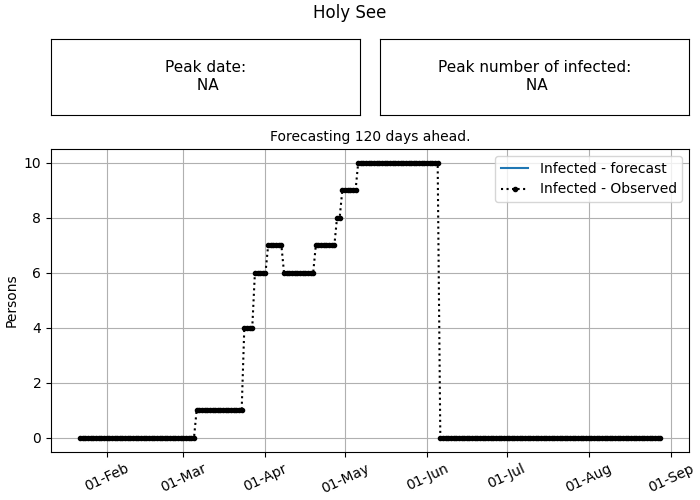 Holy See
Peak date:
NA
Peak number of infected:
NA
Forecasting 120 days ahead.
Infected - forecast
Infected - Observed
Persons
10
8
6
4
2
0
01-Feb
01-Mar
01-Apr
01-May
01-Jun
01-Jul
01-Aug
01-Sep